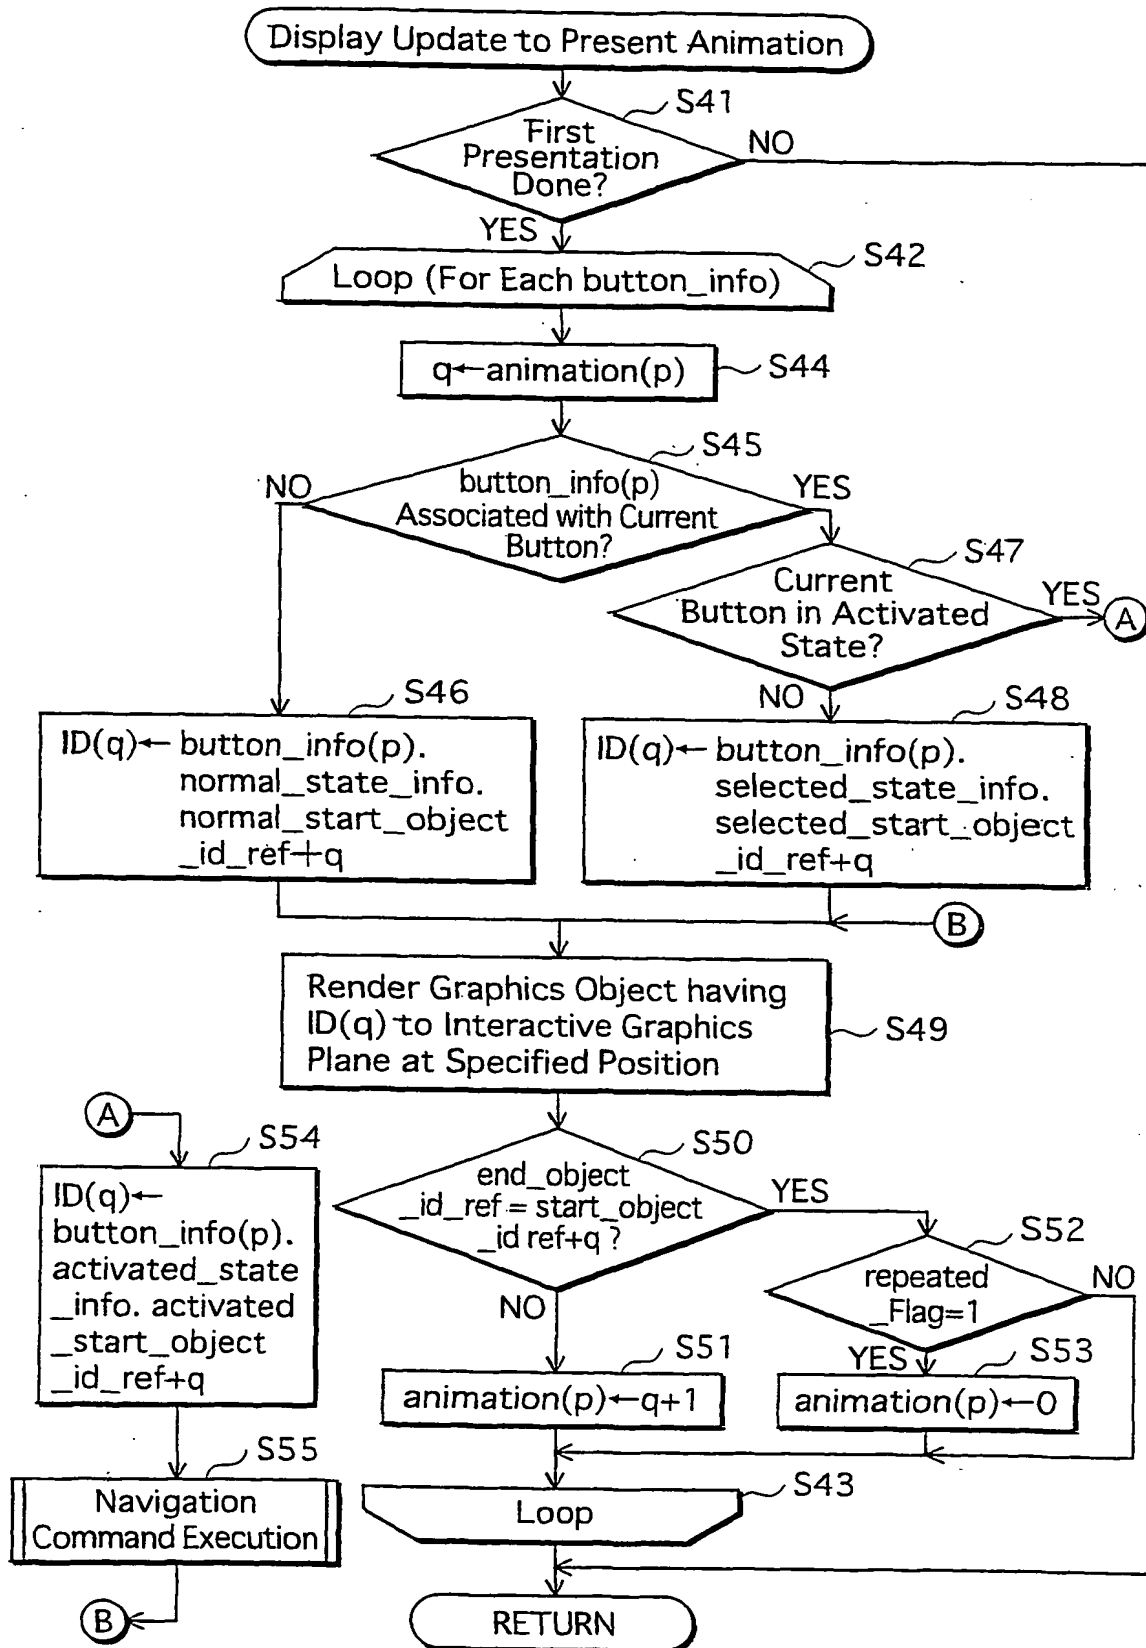 Display Update to Present Animation
S41
First
Presentation
Done?
NO
YES
S42
Loop (For Each button_info)
S44
q←animation(p)
S45
button_info(p)
Associated with Current
Button?
NO
YES
S47
Current
Button in Activated
State?
YES
A
NO
S46
ID(q)← button_info(p).
normal_state_info.
normal_start_object
_id_ref+q
S48
ID(q)← button_info(p).
selected_state_info.
selected_start_object
_id_ref+q
B
Render Graphics Object having
ID(q) to Interactive Graphics
Plane at Specified Position
S49
A
S54
ID(q)←
button_info(p).
activated_state
_info. activated
_start_object
_id_ref+q
S55
Navigation
Command Execution
B
S50
end_object
_id_ref = start_object
_id ref+q ?
YES
NO
S52
repeated
_Flag=1
NO
YES
S51
animation(p)←q+1
S53
animation(p)←0
S43
Loop
RETURN